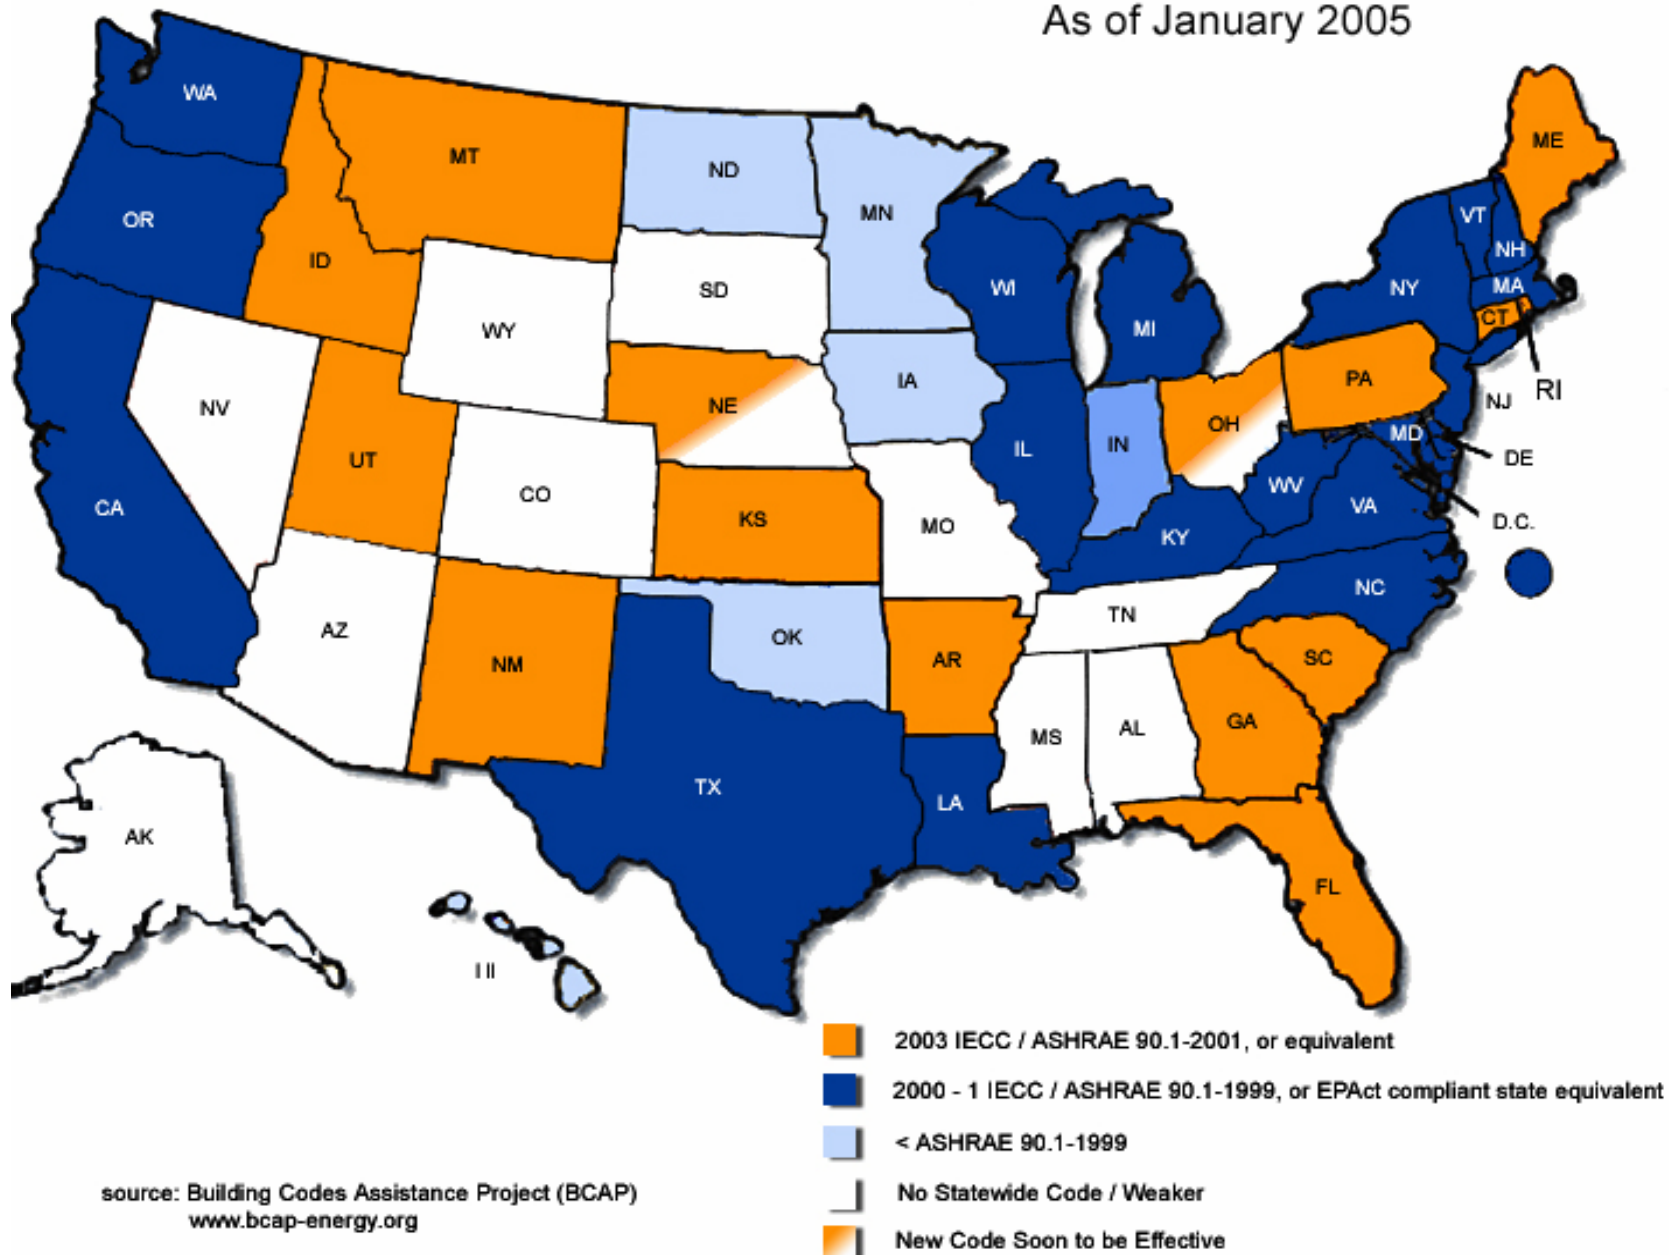 As of January 2005
WA
MT
ND
ME
MN
OR
VT
ID
NH
SD
WI
NY
MA
WY
MI
CT
NE
IA
PA
RI
NV
NJ
OH
UT
IN
MD
IL
DE
CO
WV
CA
KS
VA
MO
D.C.
KY
NC
AZ
TN
OK
NM
AR
SC
MS
AL
GA
TX
LA
AK
FL
I II
2003 IECC / ASHRAE 90.1-2001, or equivalent
2000 - 1 IECC / ASHRAE 90.1-1999, or EPAct compliant state equivalent
< ASHRAE 90.1-1999
No Statewide Code / Weaker
New Code Soon to be Effective
source: Building Codes Assistance Project (BCAP)
www.bcap-energy.org